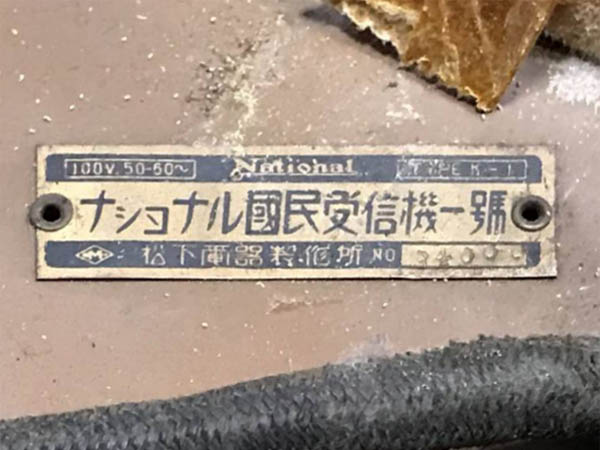 100V. 50-60~ National TYPE K-1
ナショナル國民受信機一號
松下電器製作所 NO